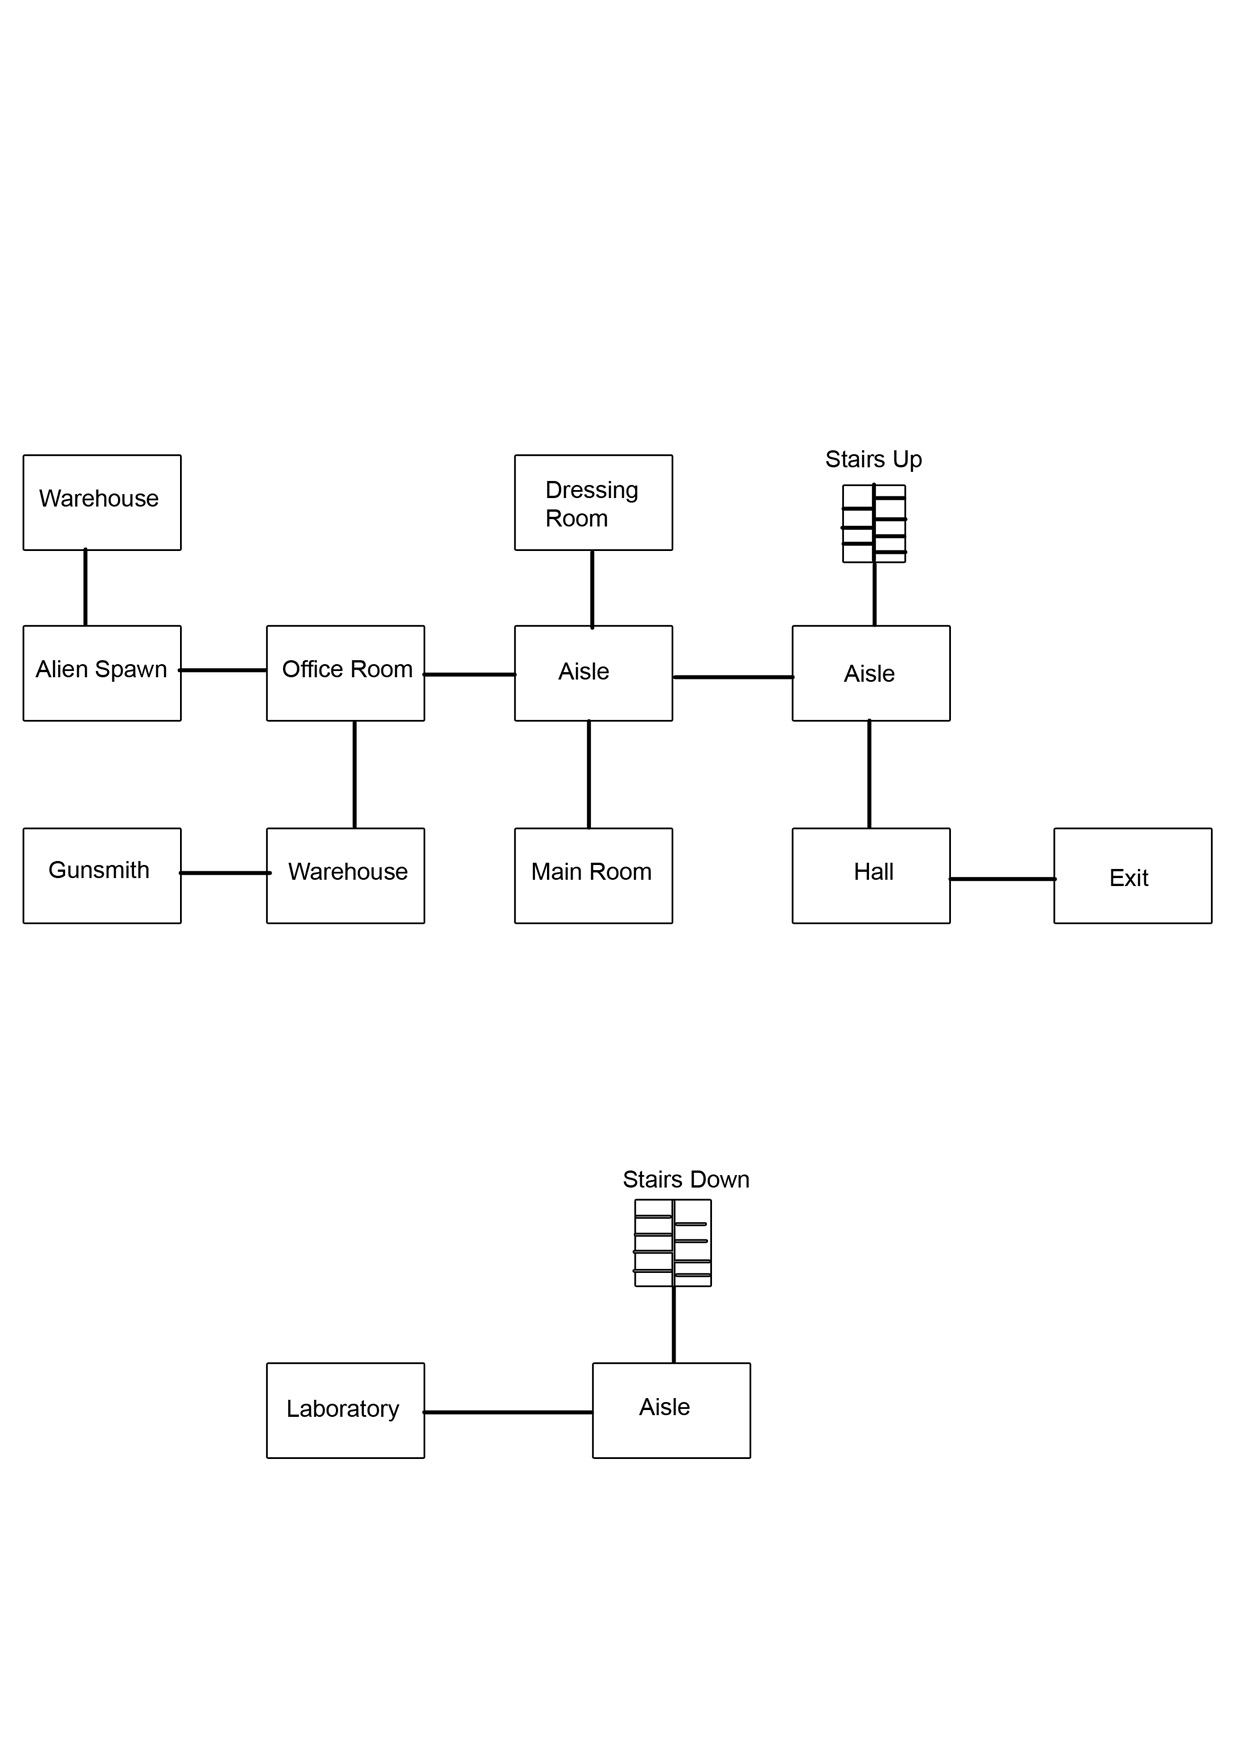 Stairs Up
Warehouse
Dressing
Room
Alien Spawn
Office Room
Aisle
Aisle
Gunsmith
Warehouse
Main Room
Hall
Exit
Stairs Down
Laboratory
Aisle